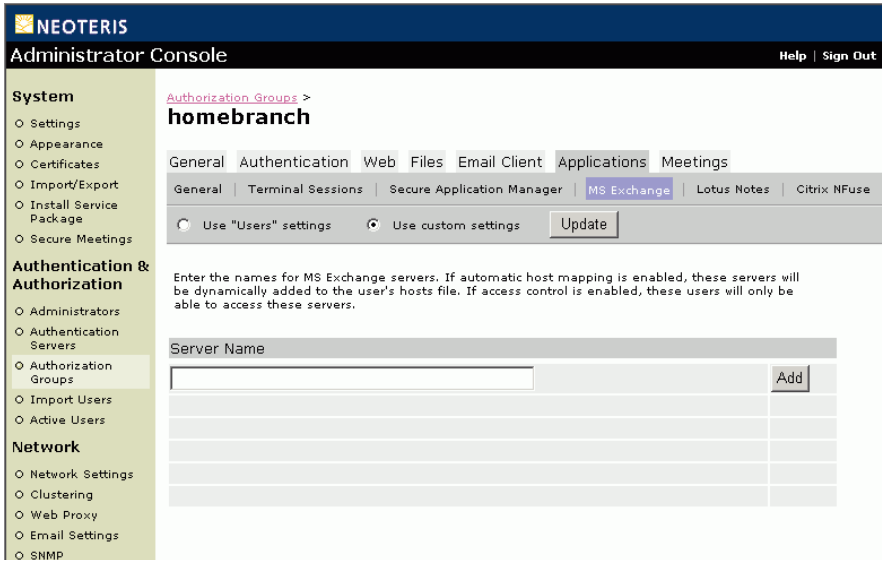 NEOTERIS
Administrator Console
Help | Sign Out
System
Settings
Appearance
Certificates
Import/Export
Install Service
Package
Secure Meetings
Authentication &
Authorization
Administrators
Authentication
Servers
Authorization
Groups
Import Users
Active Users
Network
Network Settings
Clustering
Web Proxy
Email Settings
SNMP
Authorization Groups >
homebranch
General Authentication Web Files Email Client Applications Meetings
General | Terminal Sessions | Secure Application Manager | MS Exchange | Lotus Notes | Citrix NFuse
Use "Users" settings Use custom settings Update
Enter the names for MS Exchange servers. If automatic host mapping is enabled, these servers will
be dynamically added to the user's hosts file. If access control is enabled, these users will only be
able to access these servers.
Server Name
Add